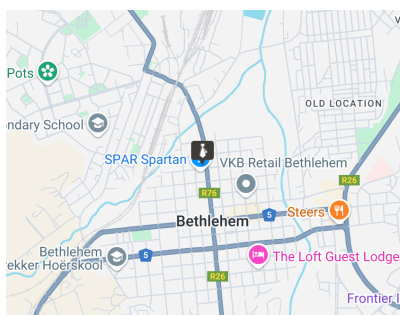 Pots
OLD LOCATION
ndary School
SPAR Spartan
VKB Retail Bethlehem
R26
R76
Steers
5
Bethlehem
Bethlehem
rekker Hoërskool
5
The Loft Guest Lodge
R26
Frontier I